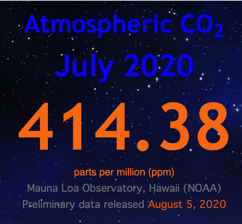 Atmospheric CO₂
July 2020
414.38
parts per million (ppm)
Mauna Loa Observatory, Hawaii (NOAA)
Preliminary data released August 5, 2020